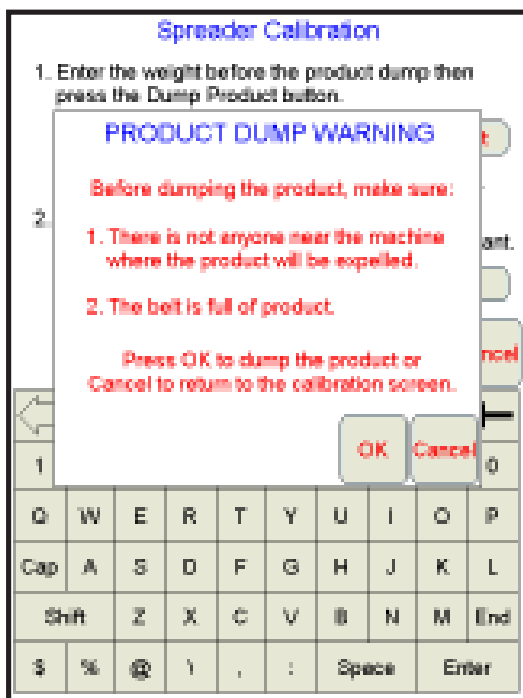 Spreader Calibration
1. Enter the weight before the product dump then
press the Dump Product button.
PRODUCT DUMP WARNING
Before dumping the product, make sure:
2.
1. There is not anyone near the machine
where the product will be expelled.
ant.
2. The belt is full of product.
Press OK to dump the product or
Cancel to return to the calibration screen.
ncel
OK Cancel
1 0
Q W E R T Y U I O P
Cap A S D F G H J K L
Shift Z X C V B N M End
$ % @ \ , : Space Enter